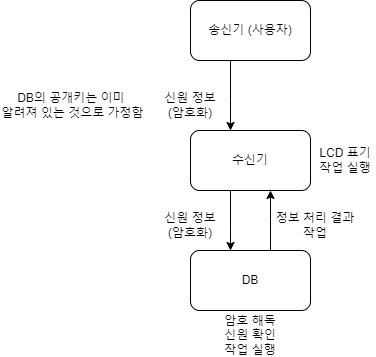 송신기 (사용자)
DB의 공개키는 이미
알려져 있는 것으로 가정함
신원 정보
(암호화)
수신기
LCD 표기
작업 실행
신원 정보
(암호화)
정보 처리 결과
작업
DB
암호 해독
신원 확인
작업 실행